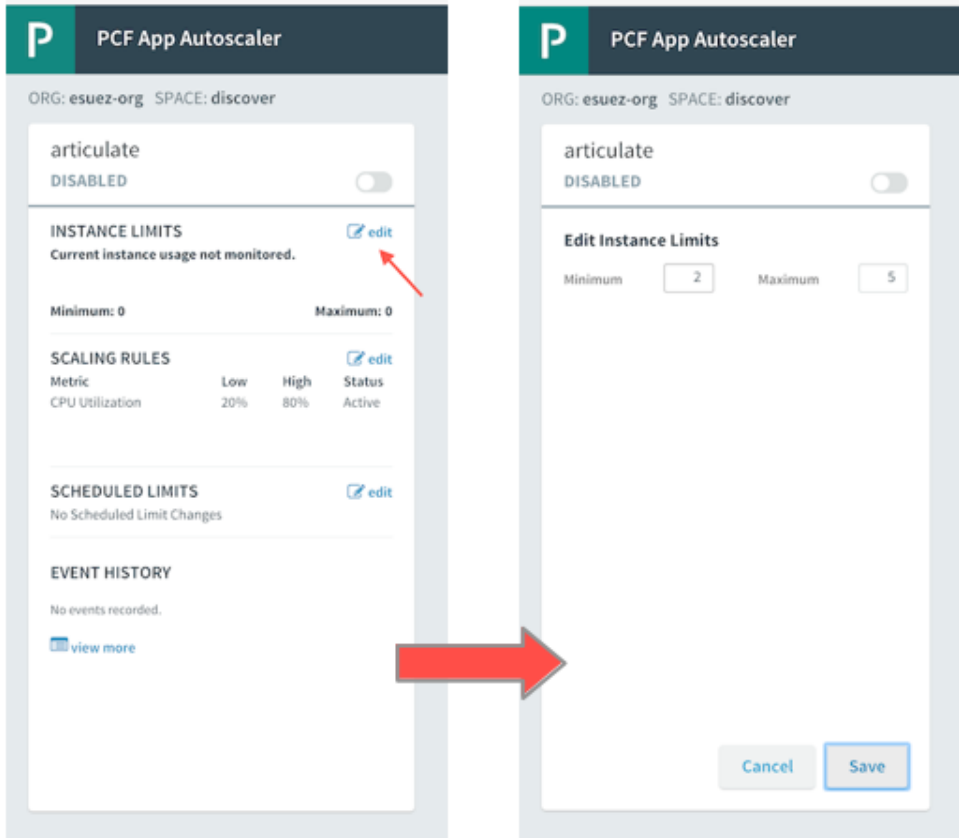 P PCF App Autoscaler
ORG: esuez-org SPACE: discover
articulate
DISABLED
INSTANCE LIMITS edit
Current instance usage not monitored.
Minimum: 0 Maximum: 0
SCALING RULES edit
Metric Low High Status
CPU Utilization 20% 80% Active
SCHEDULED LIMITS edit
No Scheduled Limit Changes
EVENT HISTORY
No events recorded.
view more
P PCF App Autoscaler
ORG: esuez-org SPACE: discover
articulate
DISABLED
Edit Instance Limits
Minimum 2 Maximum 5
Cancel Save